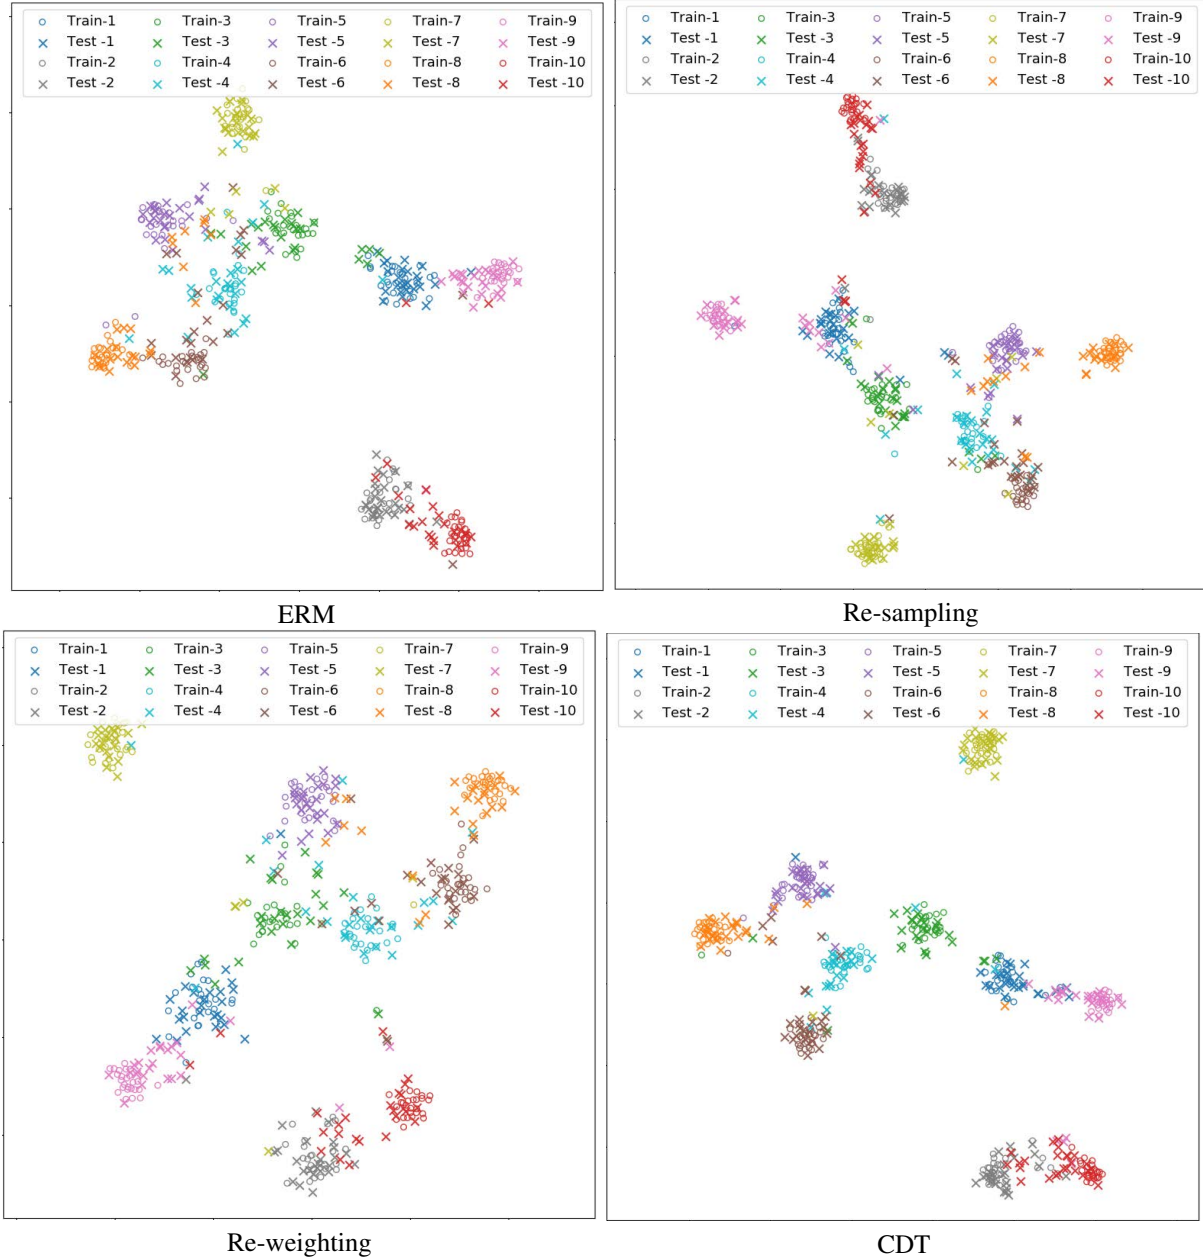 Train-1 Train-3 Train-5 Train-7 Train-9
Test -1 Test -3 Test -5 Test -7 Test -9
Train-2 Train-4 Train-6 Train-8 Train-10
Test -2 Test -4 Test -6 Test -8 Test -10
Train-1 Train-3 Train-5 Train-7 Train-9
Test -1 Test -3 Test -5 Test -7 Test -9
Train-2 Train-4 Train-6 Train-8 Train-10
Test -2 Test -4 Test -6 Test -8 Test -10
ERM
Re-sampling
Train-1 Train-3 Train-5 Train-7 Train-9
Test -1 Test -3 Test -5 Test -7 Test -9
Train-2 Train-4 Train-6 Train-8 Train-10
Test -2 Test -4 Test -6 Test -8 Test -10
Train-1 Train-3 Train-5 Train-7 Train-9
Test -1 Test -3 Test -5 Test -7 Test -9
Train-2 Train-4 Train-6 Train-8 Train-10
Test -2 Test -4 Test -6 Test -8 Test -10
Re-weighting
CDT